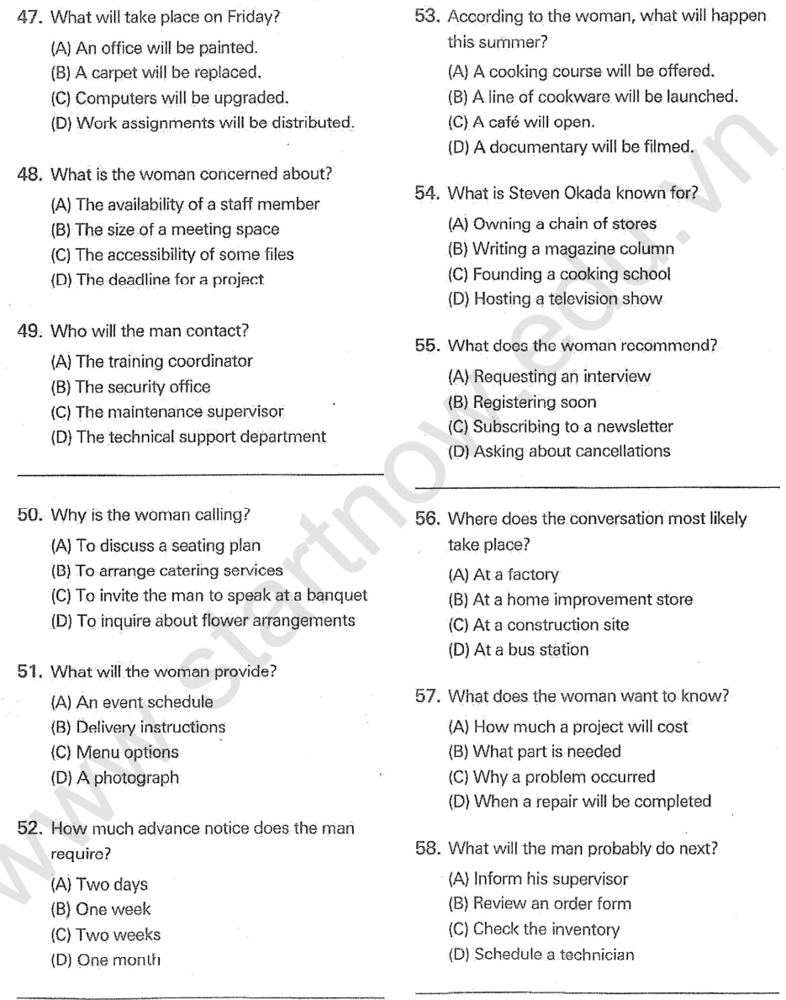 47. What will take place on Friday?
(A) An office will be painted.
(B) A carpet will be replaced.
(C) Computers will be upgraded.
(D) Work assignments will be distributed.
48. What is the woman concerned about?
(A) The availability of a staff member
(B) The size of a meeting space
(C) The accessibility of some files
(D) The deadline for a project
49. Who will the man contact?
(A) The training coordinator
(B) The security office
(C) The maintenance supervisor
(D) The technical support department
50. Why is the woman calling?
(A) To discuss a seating plan
(B) To arrange catering services
(C) To invite the man to speak at a banquet
(D) To inquire about flower arrangements
51. What will the woman provide?
(A) An event schedule
(B) Delivery instructions
(C) Menu options
(D) A photograph
52. How much advance notice does the man
require?
(A) Two days
(B) One week
(C) Two weeks
(D) One month
53. According to the woman, what will happen
this summer?
(A) A cooking course will be offered.
(B) A line of cookware will be launched.
(C) A café will open.
(D) A documentary will be filmed.
54. What is Steven Okada known for?
(A) Owning a chain of stores
(B) Writing a magazine column
(C) Founding a cooking school
(D) Hosting a television show
55. What does the woman recommend?
(A) Requesting an interview
(B) Registering soon
(C) Subscribing to a newsletter
(D) Asking about cancellations
56. Where does the conversation most likely
take place?
(A) At a factory
(B) At a home improvement store
(C) At a construction site
(D) At a bus station
57. What does the woman want to know?
(A) How much a project will cost
(B) What part is needed
(C) Why a problem occurred
(D) When a repair will be completed
58. What will the man probably do next?
(A) Inform his supervisor
(B) Review an order form
(C) Check the inventory
(D) Schedule a technician
www.startnow.edu.vn